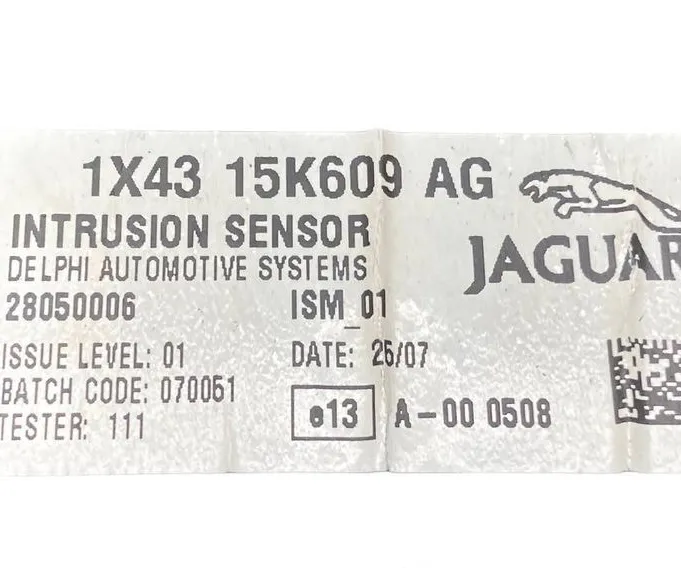 1X43 15K609 AG
INTRUSION SENSOR
JAGUAR
DELPHI AUTOMOTIVE SYSTEMS
28050006 ISM_01
ISSUE LEVEL: 01 DATE: 26/07
BATCH CODE: 070051
TESTER: 111 e13 A-00 0508